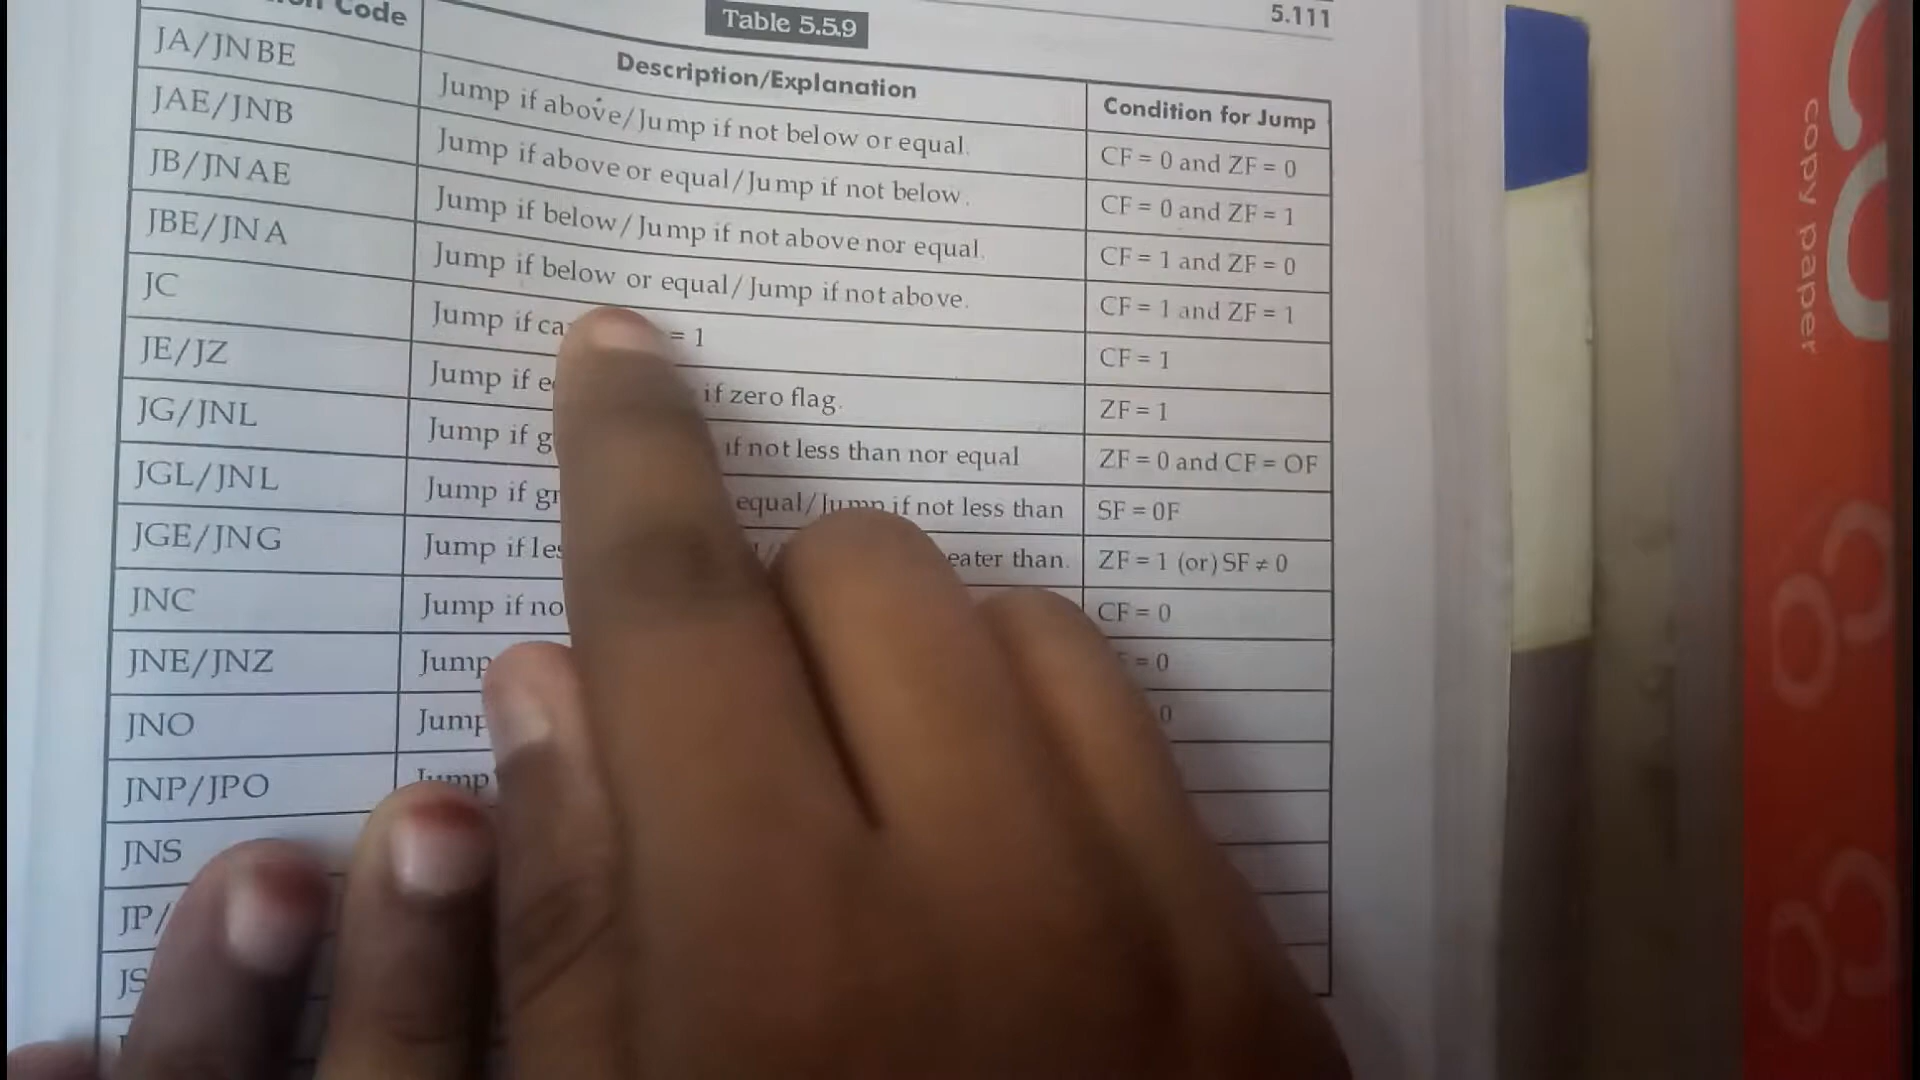 5.111
Table 5.5.9
Code Description/Explanation Condition for Jump
JA/JNBE Jump if above/Jump if not below or equal. CF = 0 and ZF = 0
JAE/JNB Jump if above or equal/Jump if not below. CF = 0 and ZF = 1
JB/JNAE Jump if below/Jump if not above nor equal. CF = 1 and ZF = 0
JBE/JNA Jump if below or equal/Jump if not above. CF = 1 and ZF = 1
JC Jump if = 1 CF = 1
JE/JZ Jump if if zero flag. ZF = 1
JG/JNL Jump if if not less than nor equal ZF = 0 and CF = OF
JGL/JNL Jump if equal/Jump if not less than SF = 0F
JGE/JNG Jump if than. ZF = 1 (or) SF ≠ 0
JNC Jump if CF = 0
JNE/JNZ Jump = 0
JNO Jump 0
JNP/JPO Jump
JNS
JP/
JS
copy paper